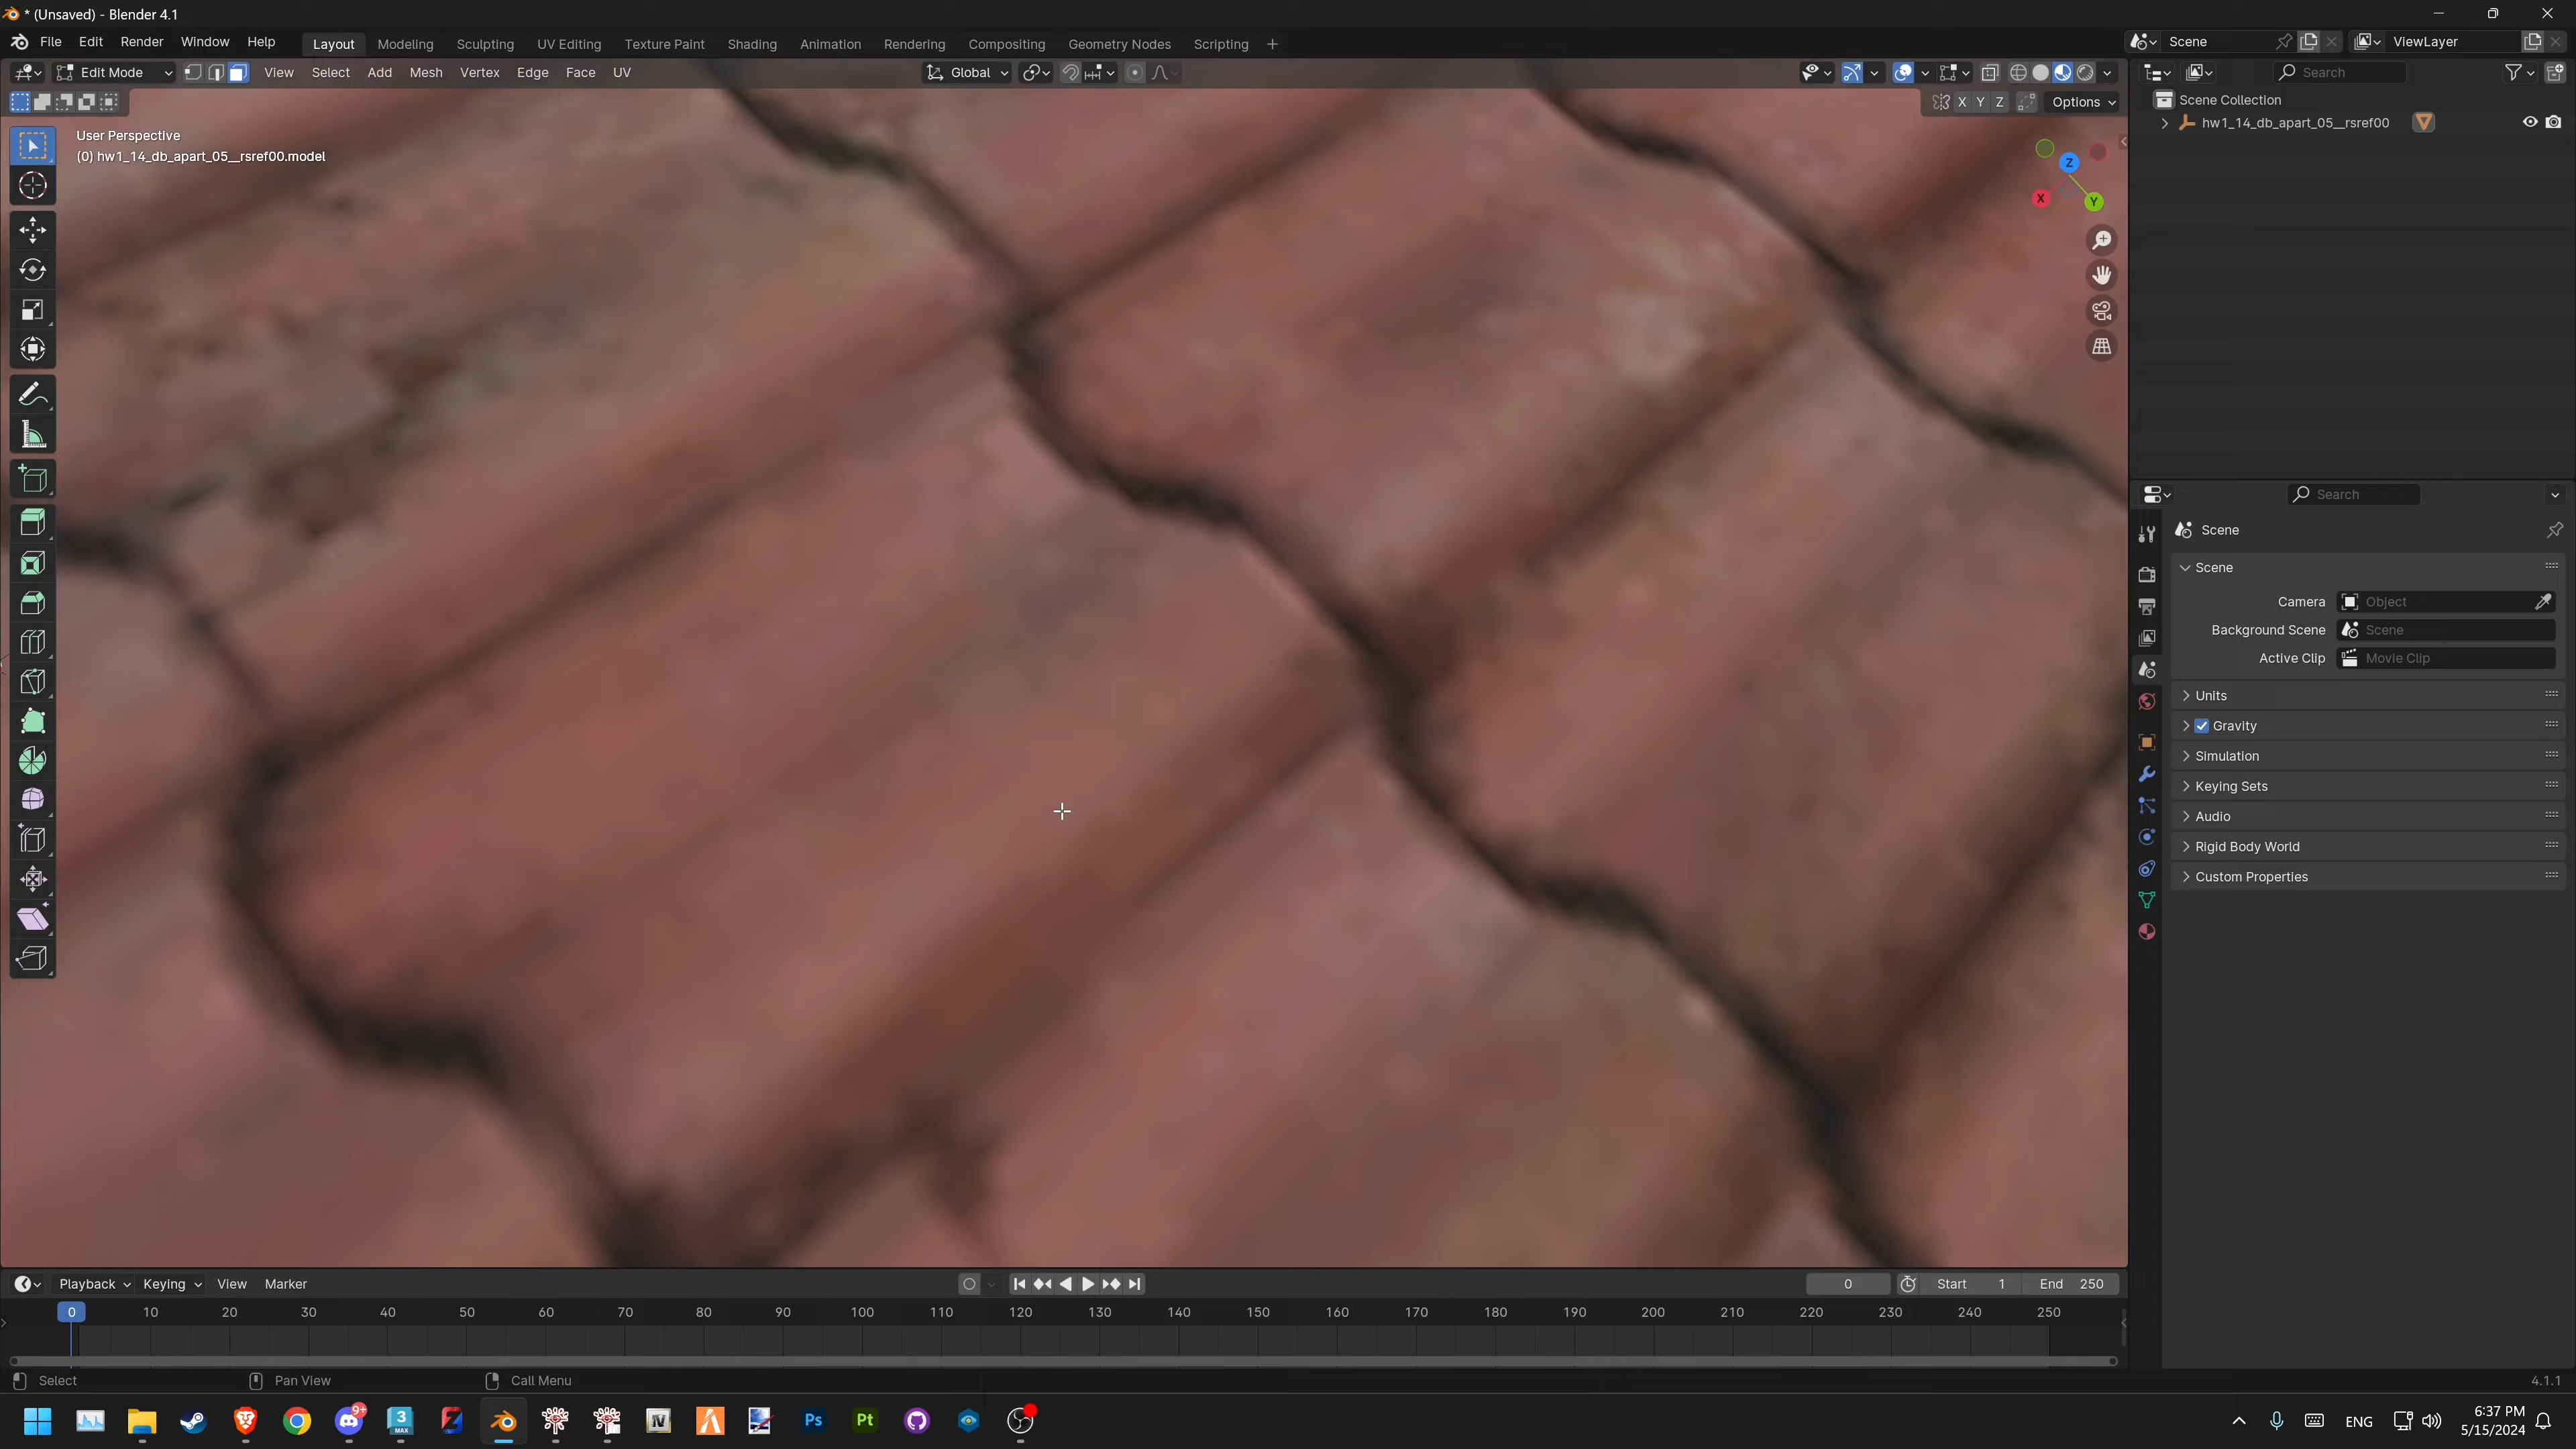 * (Unsaved) - Blender 4.1
File Edit Render Window Help Layout Modeling Sculpting UV Editing Texture Paint Shading Animation Rendering Compositing Geometry Nodes Scripting + Scene ViewLayer
Edit Mode View Select Add Mesh Vertex Edge Face UV Global Search
X Y Z Options
Scene Collection
hw1_14_db_apart_05__rsref00
User Perspective
(0) hw1_14_db_apart_05__rsref00.model
Z
X
Y
Search
Scene
Scene
Camera Object
Background Scene Scene
Active Clip Movie Clip
Units
Gravity
Simulation
Keying Sets
Audio
Rigid Body World
Custom Properties
Playback Keying View Marker 0 Start 1 End 250
0 10 20 30 40 50 60 70 80 90 100 110 120 130 140 150 160 170 180 190 200 210 220 230 240 250
Select Pan View Call Menu 4.1.1
9+ 3 MAX Ps Pt ENG 6:37 PM
5/15/2024